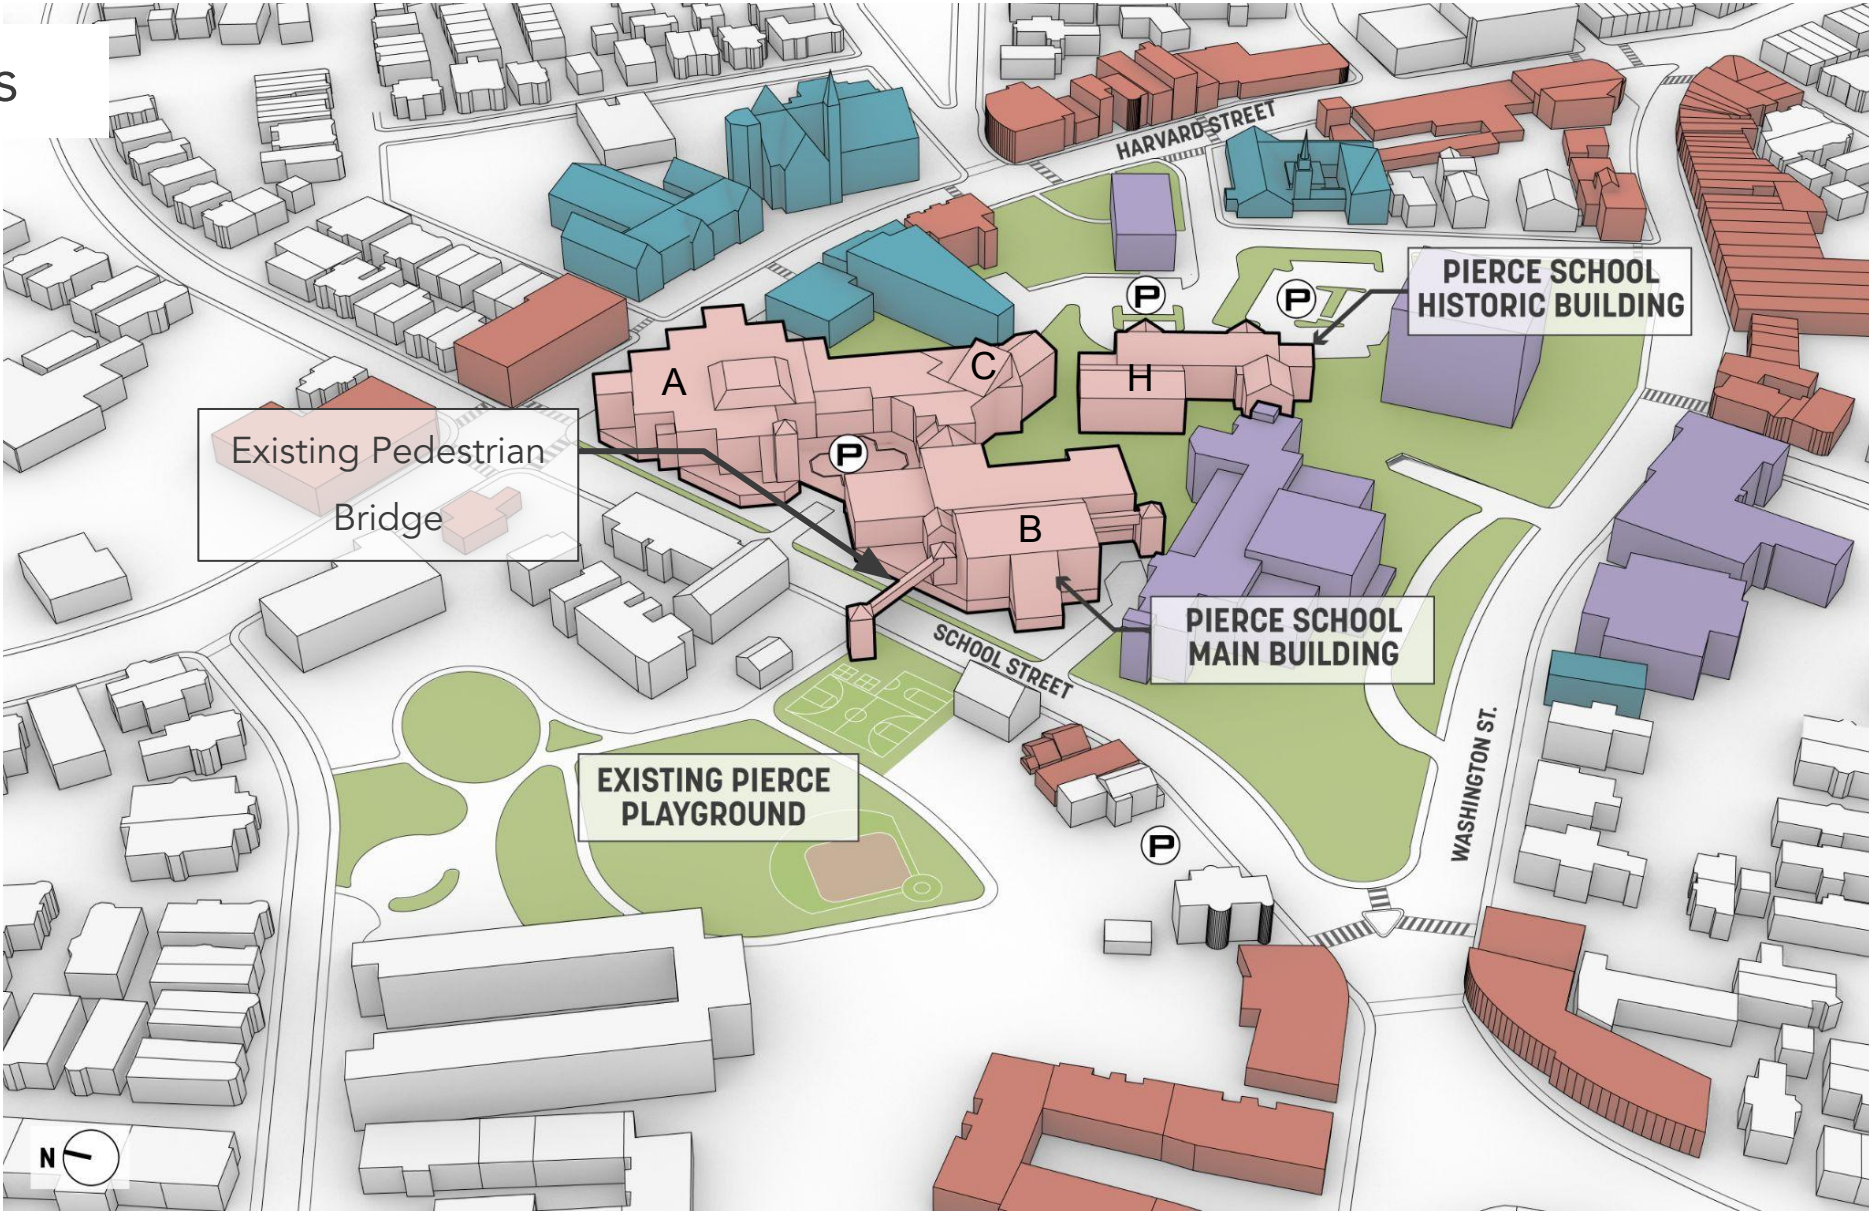 s
HARVARD STREET
PIERCE SCHOOL
HISTORIC BUILDING
P
P
A
C
H
Existing Pedestrian
Bridge
P
B
PIERCE SCHOOL
MAIN BUILDING
SCHOOL STREET
EXISTING PIERCE
PLAYGROUND
WASHINGTON ST.
P
N